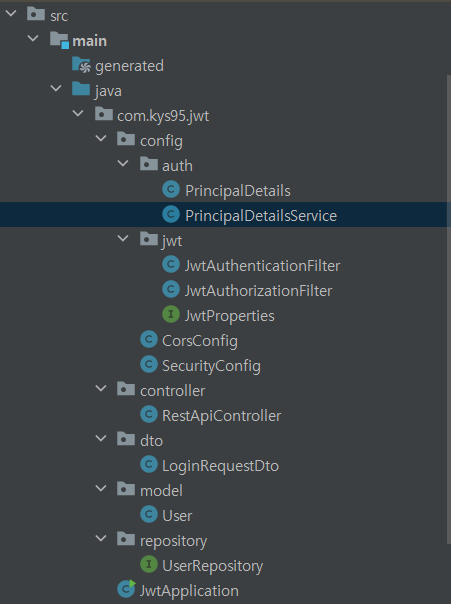 src
main
generated
java
com.kys95.jwt
config
auth
PrincipalDetails
PrincipalDetailsService
jwt
JwtAuthenticationFilter
JwtAuthorizationFilter
JwtProperties
CorsConfig
SecurityConfig
controller
RestApiController
dto
LoginRequestDto
model
User
repository
UserRepository
JwtApplication